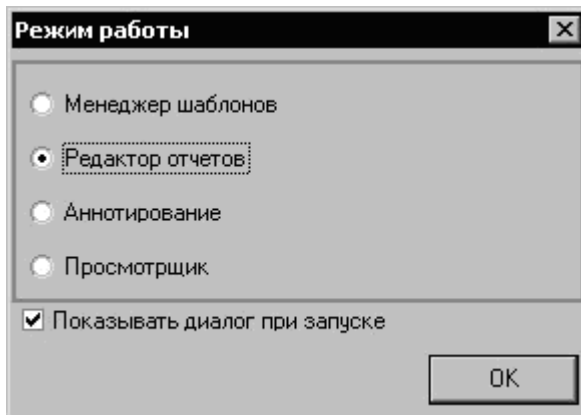 Режим работы
Менеджер шаблонов
Редактор отчетов
Аннотирование
Просмотрщик
Показывать диалог при запуске
OK